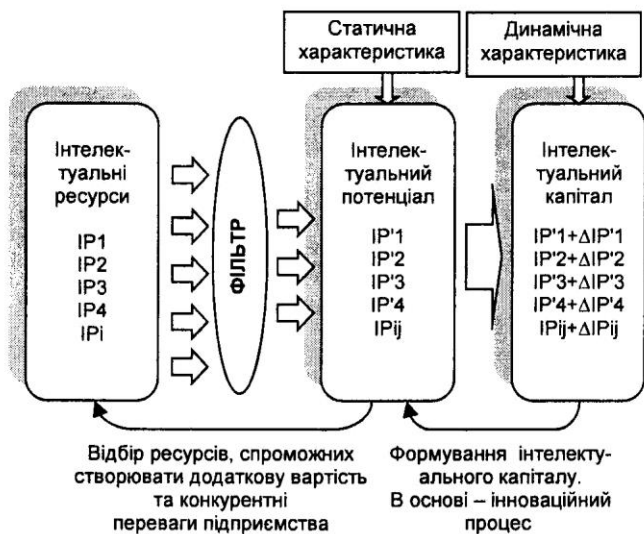 Статична
характеристика
Динамічна
характеристика
Інтелек-
туальні
ресурси
ІР1
ІР2
ІР3
ІР4
ІРі
ФІЛЬТР
Інтелек-
туальний
потенціал
ІР'1
ІР'2
ІР'3
ІР'4
ІРij
Інтелек-
туальний
капітал
ІР'1+ΔІР'1
ІР'2+ΔІР'2
ІР'3+ΔІР'3
ІР'4+ΔІР'4
ІРij+ΔІРij
Відбір ресурсів, спроможних
створювати додаткову вартість
та конкурентні
переваги підприємства
Формування інтелекту-
ального капіталу.
В основі – інноваційний
процес